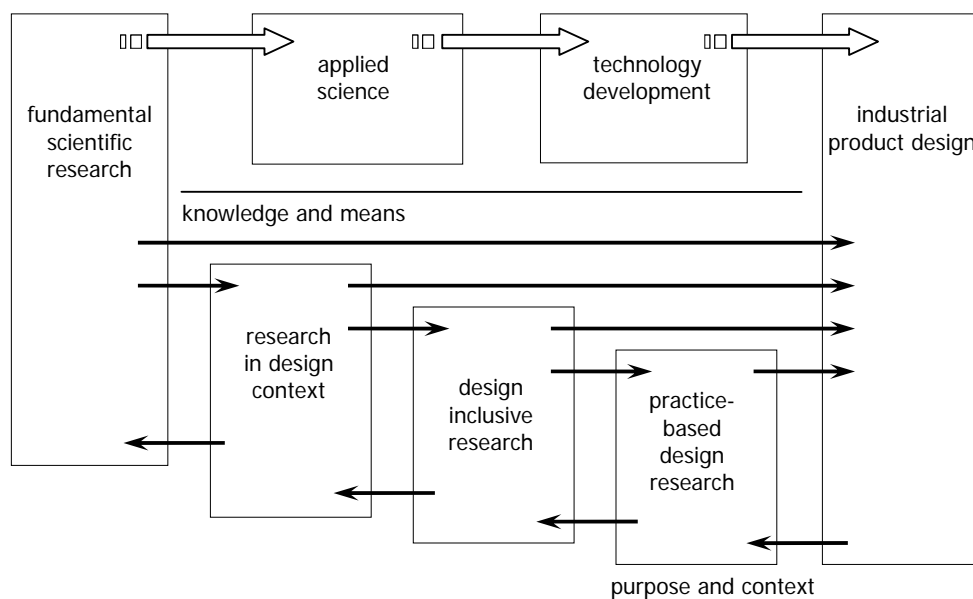 fundamental
scientific
research
applied
science
technology
development
industrial
product design
knowledge and means
research
in design
context
design
inclusive
research
practice-
based
design
research
purpose and context